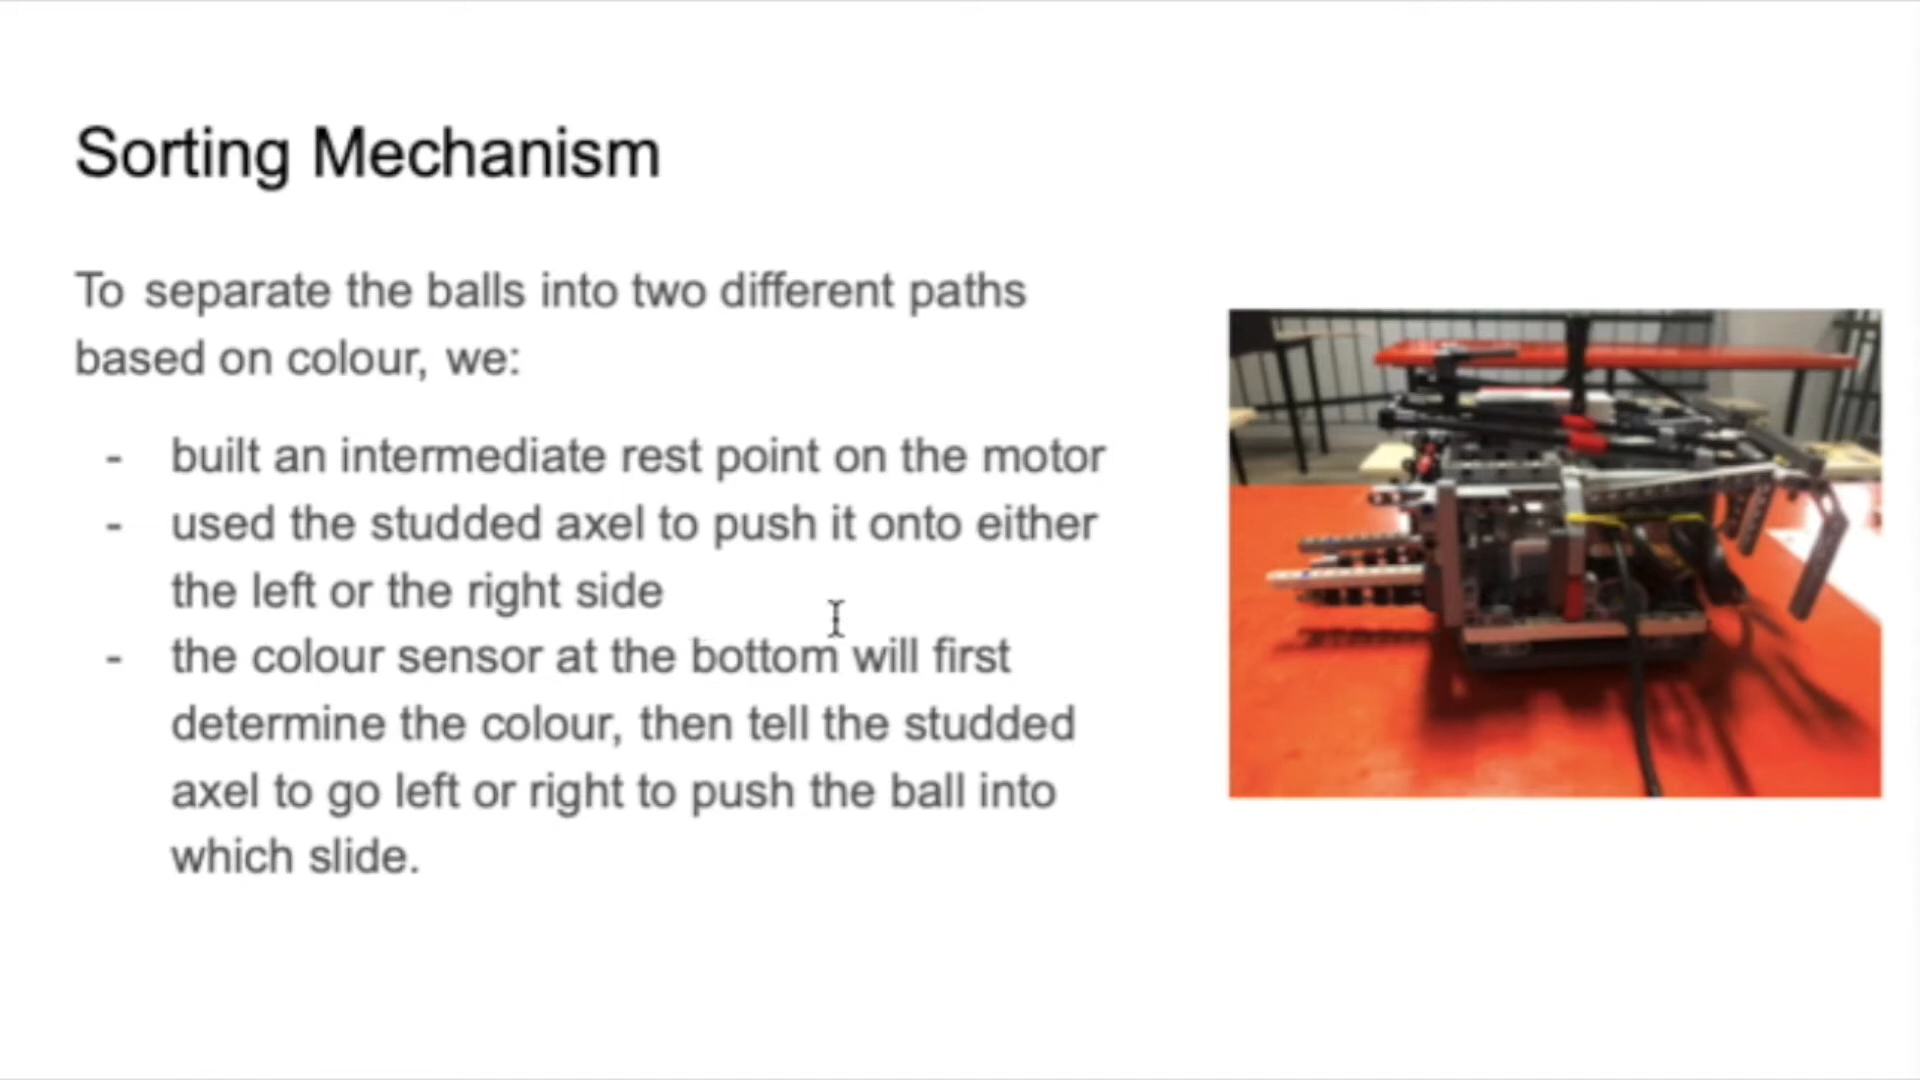 Sorting Mechanism
To separate the balls into two different paths
based on colour, we:
- built an intermediate rest point on the motor
- used the studded axel to push it onto either
the left or the right side
- the colour sensor at the bottom will first
determine the colour, then tell the studded
axel to go left or right to push the ball into
which slide.